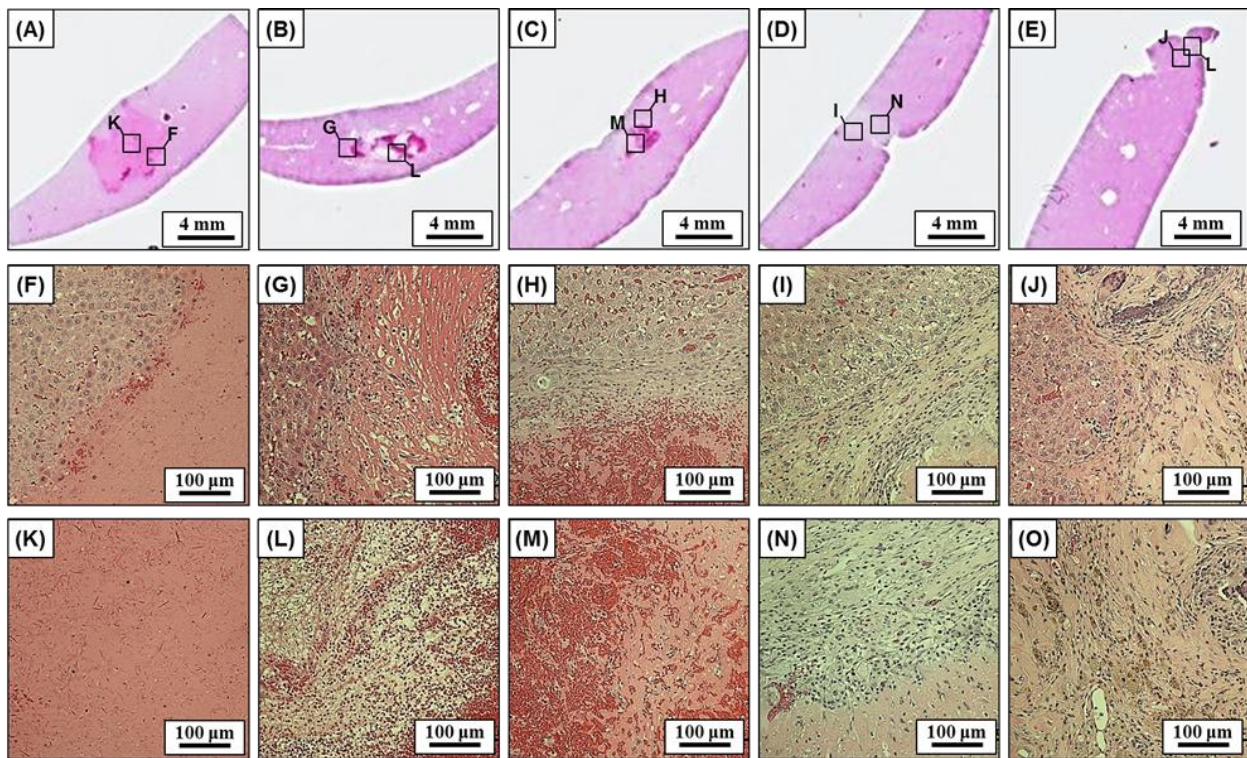 (A) (B) (C) (D) (E)
K F G L H M I N J L
4 mm 4 mm 4 mm 4 mm 4 mm
(F) (G) (H) (I) (J)
100 µm 100 µm 100 µm 100 µm 100 µm
(K) (L) (M) (N) (O)
100 µm 100 µm 100 µm 100 µm 100 µm